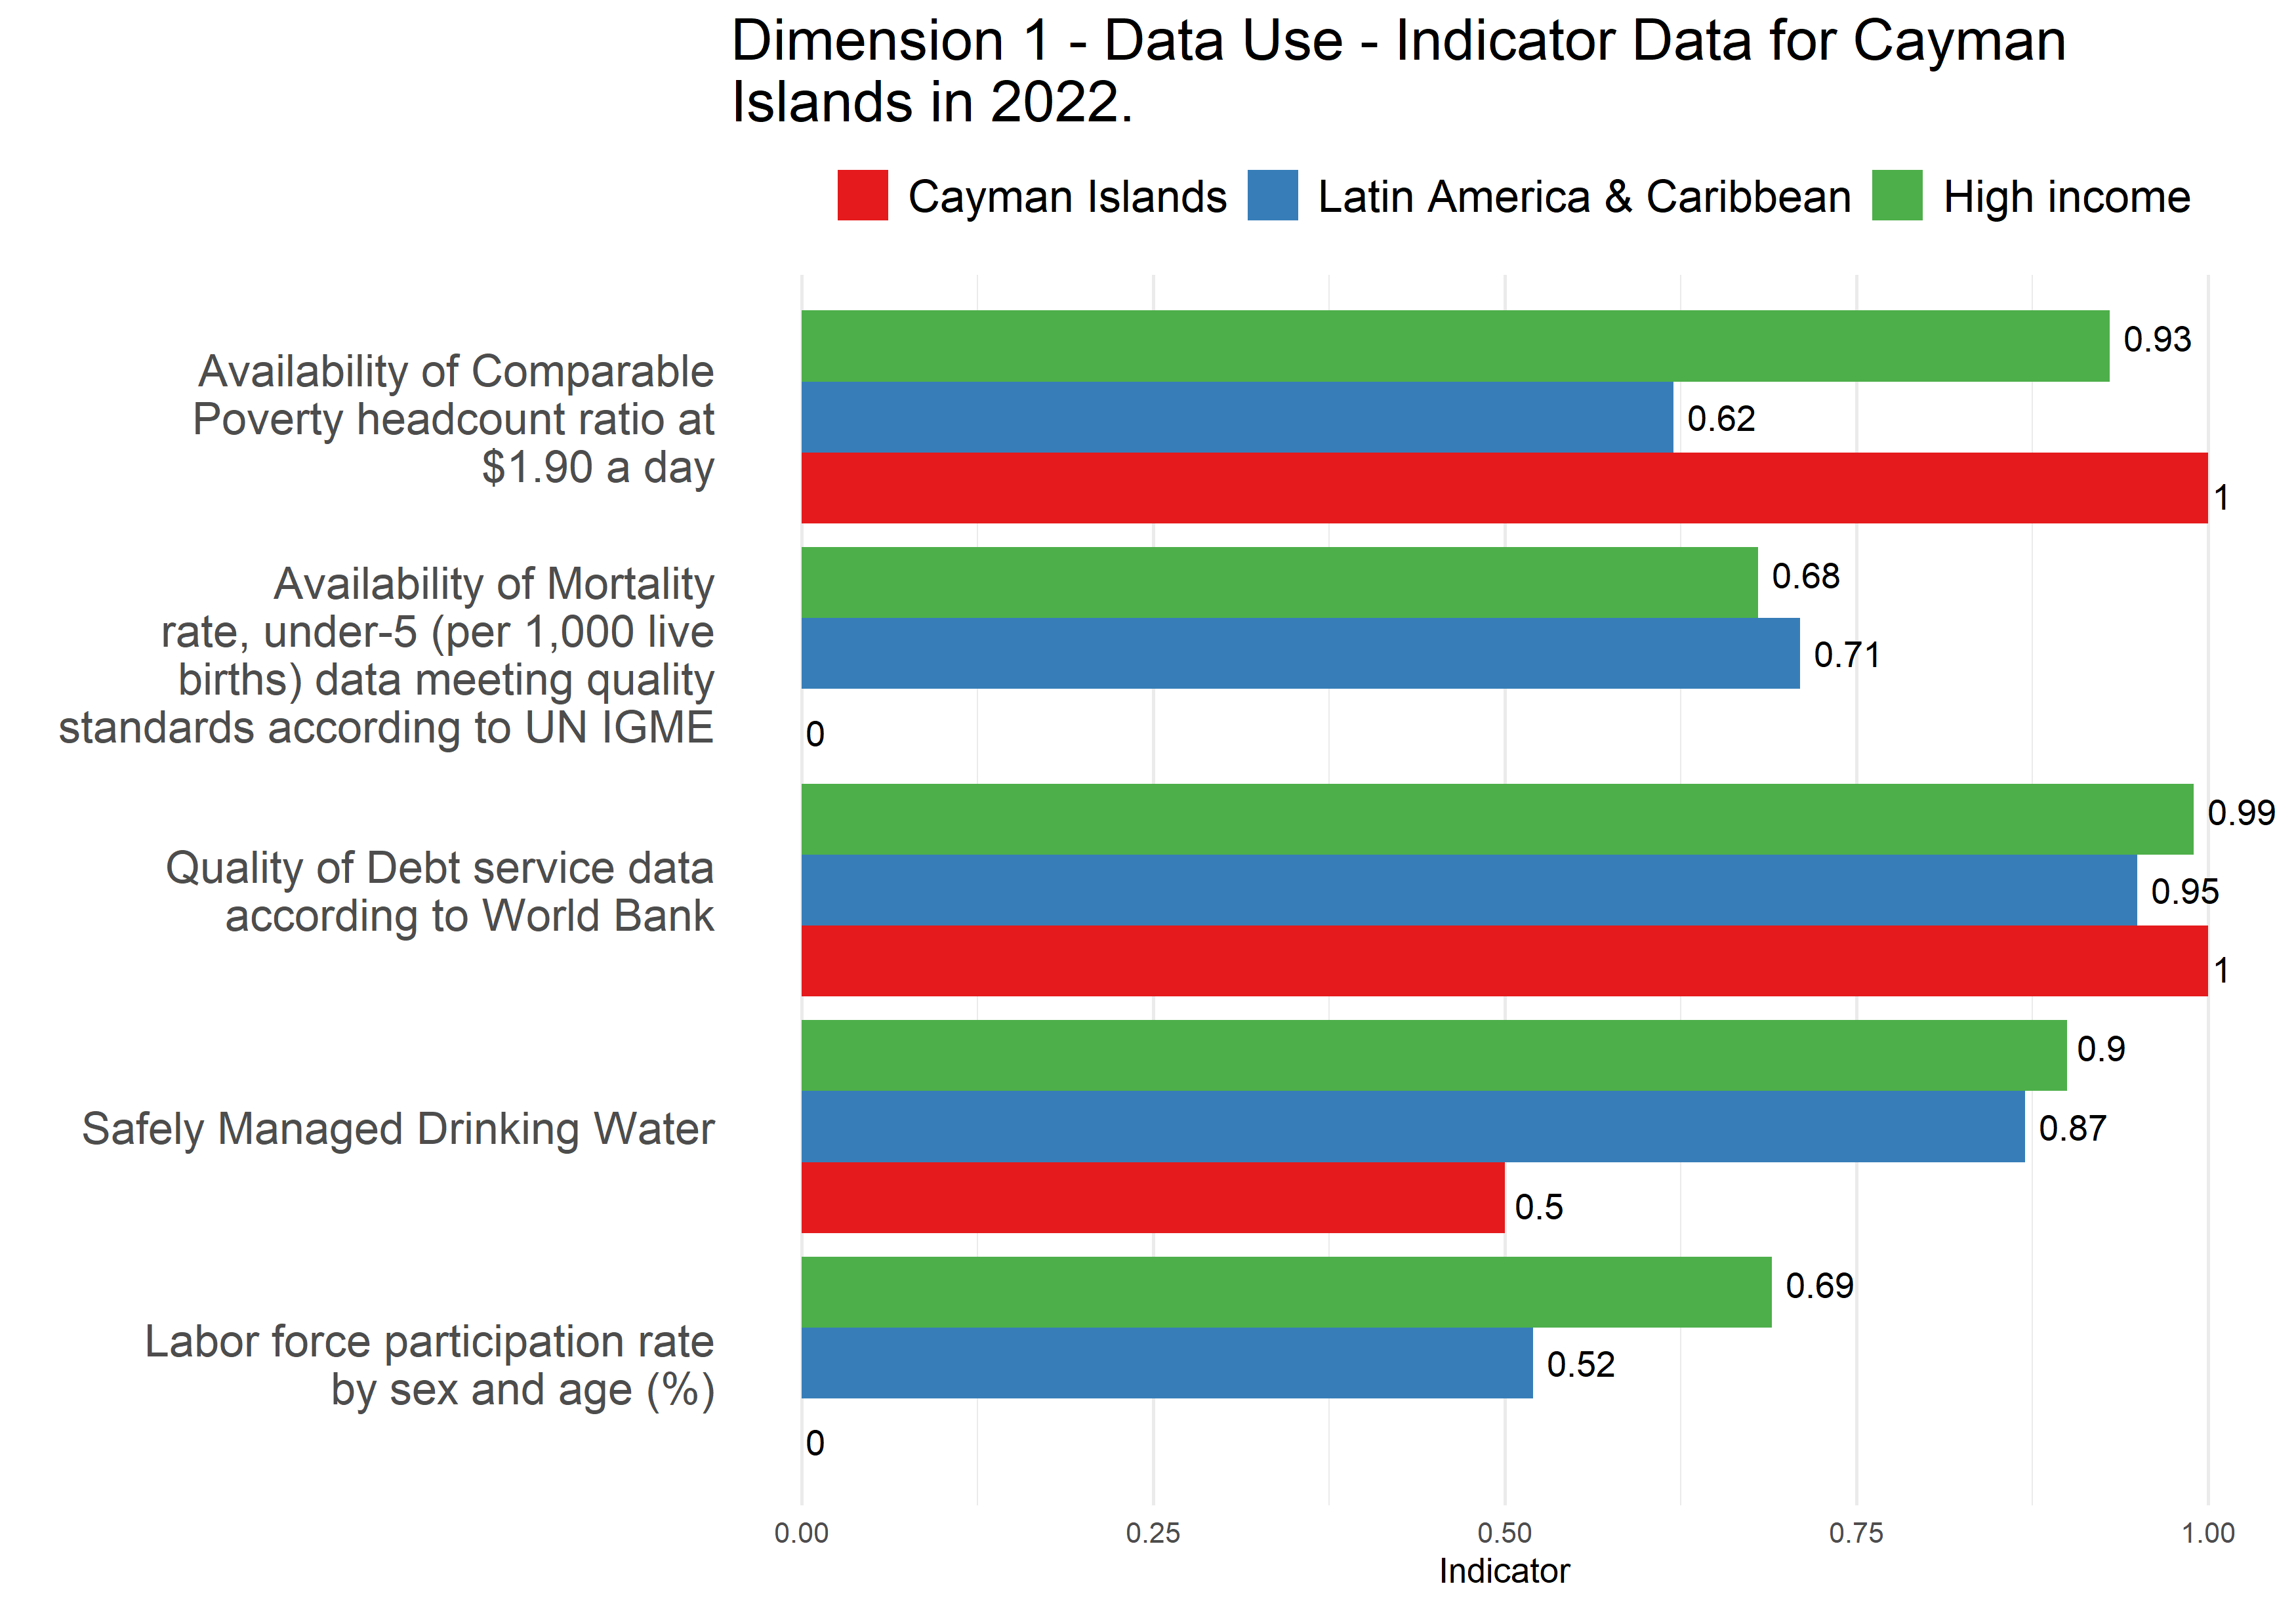 Dimension 1 - Data Use - Indicator Data for Cayman
Islands in 2022.
Cayman Islands
Latin America & Caribbean
High income
Availability of Comparable
Poverty headcount ratio at
$1.90 a day
0.93
0.62
1
Availability of Mortality
rate, under-5 (per 1,000 live
births) data meeting quality
standards according to UN IGME
0.68
0.71
0
Quality of Debt service data
according to World Bank
0.99
0.95
1
Safely Managed Drinking Water
0.9
0.87
0.5
Labor force participation rate
by sex and age (%)
0.69
0.52
0
0.00
0.25
0.50
0.75
1.00
Indicator